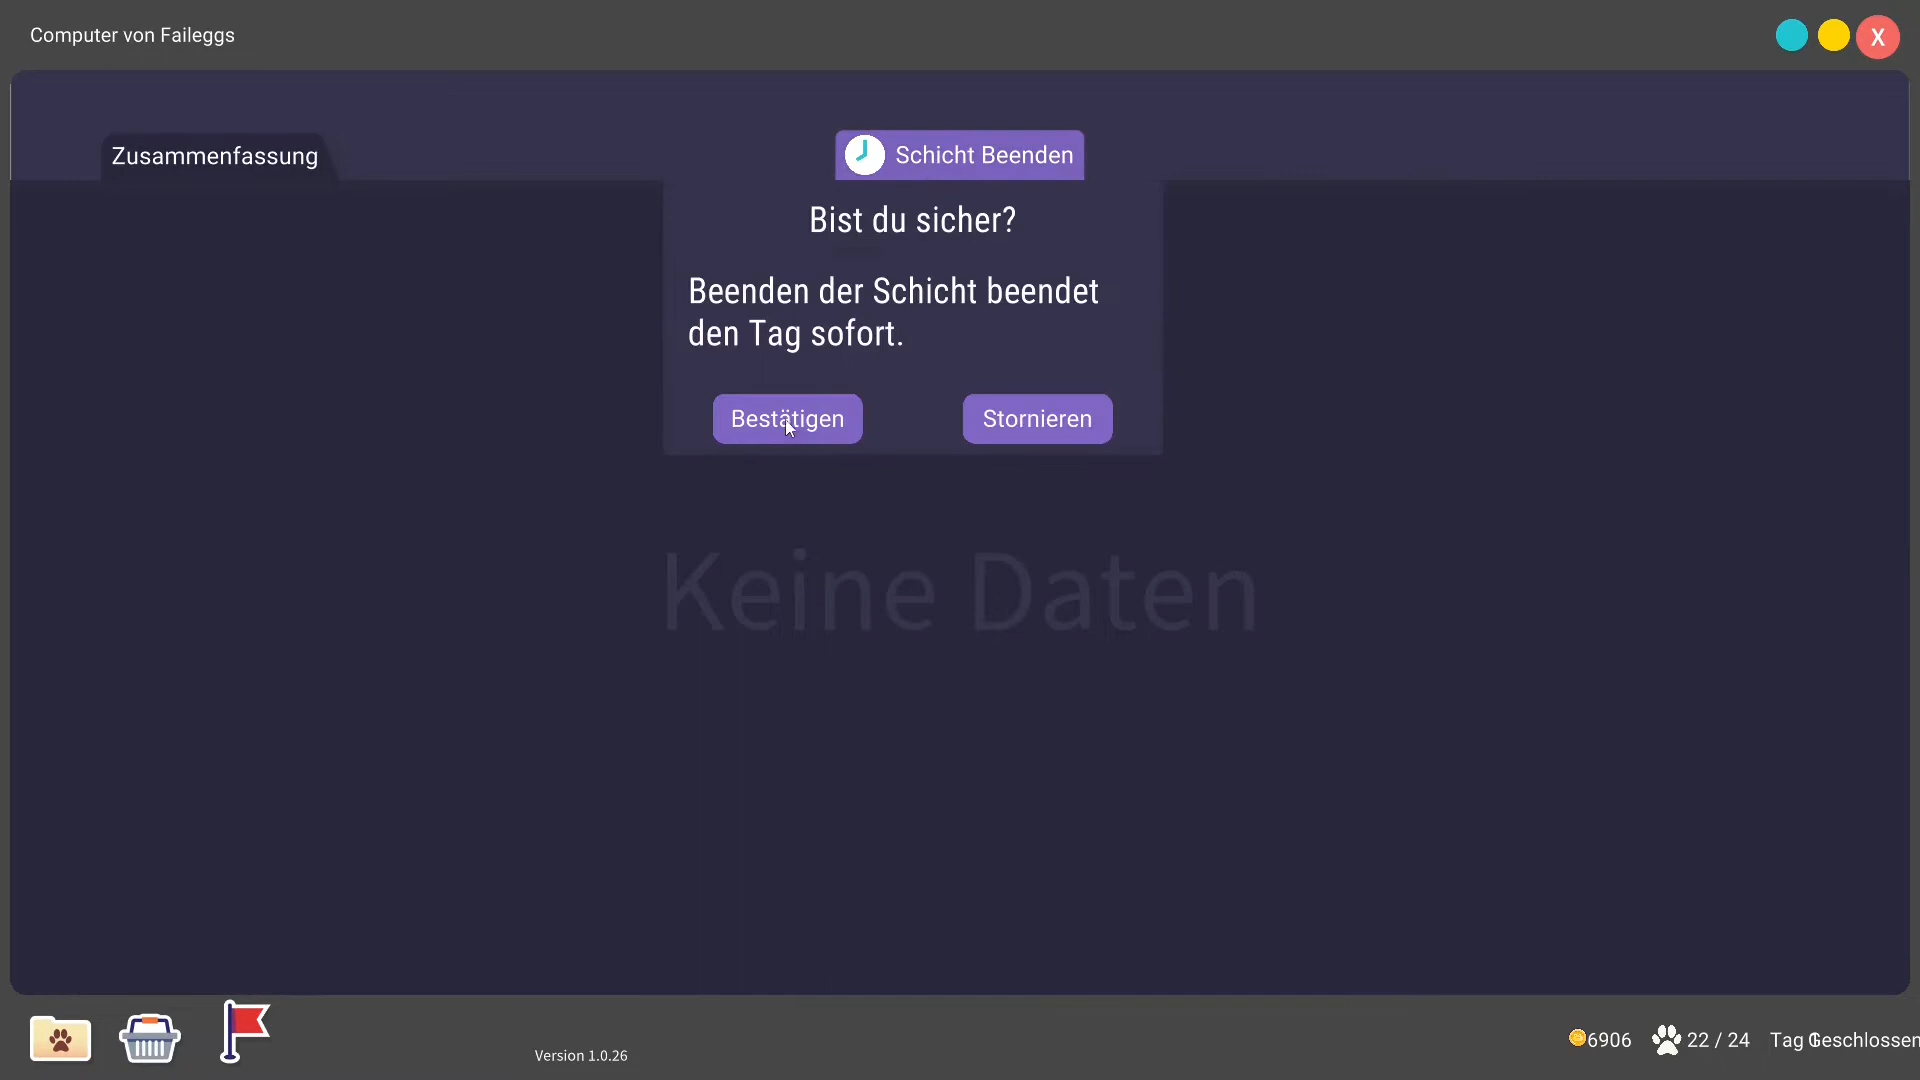 Computer von Faileggs
X
Zusammenfassung
Schicht Beenden
Bist du sicher?
Beenden der Schicht beendet
den Tag sofort.
Bestätigen
Stornieren
Keine Daten
Version 1.0.26
6906
22 / 24
Tag
Geschlossen